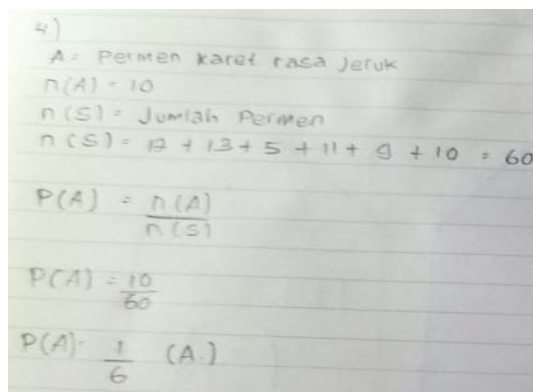 4)
A = Permen karet rasa jeruk
n(A) = 10
n(S) = Jumlah Permen
n(S) = 12 + 13 + 5 + 11 + 9 + 10 = 60
P(A) = n(A)
n(S)
P(A) = 10
60
P(A) = 1 (A.)
6